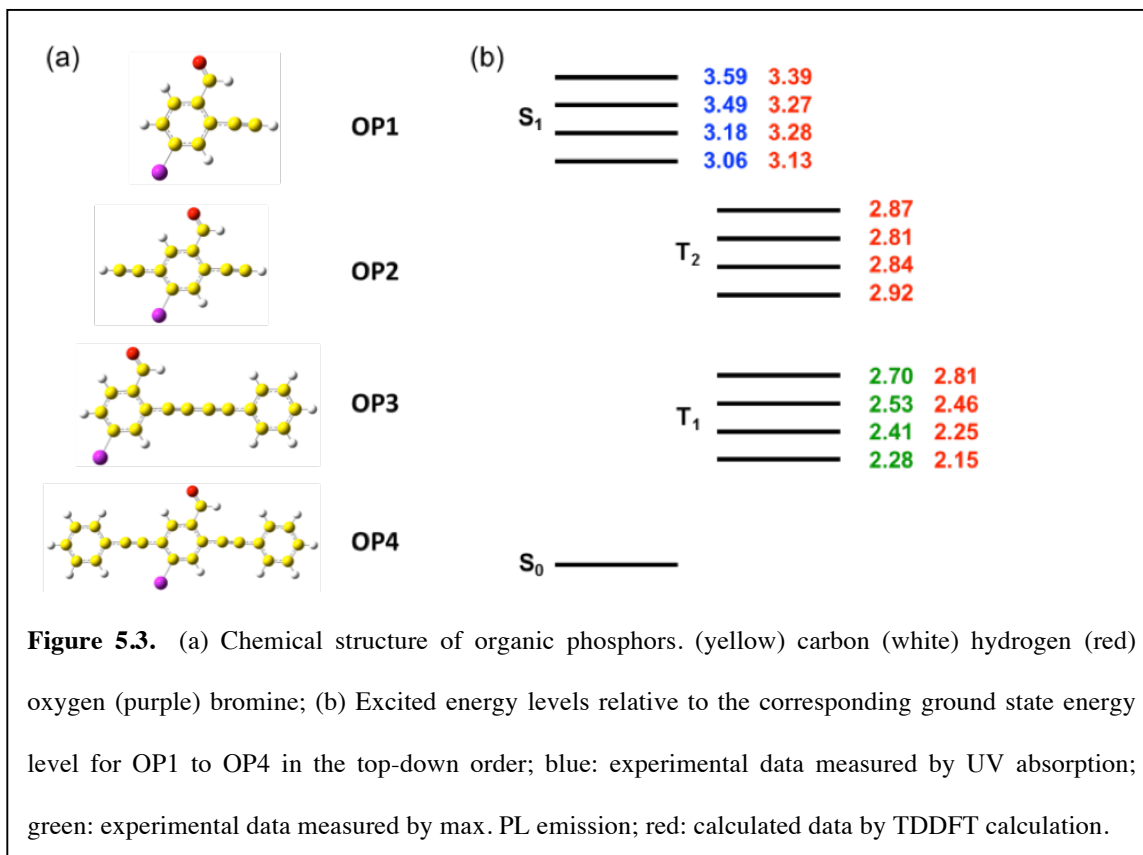 (a)
OP1
OP2
OP3
OP4
(b)
S1
3.59 3.39
3.49 3.27
3.18 3.28
3.06 3.13
T2
2.87
2.81
2.84
2.92
T1
2.70 2.81
2.53 2.46
2.41 2.25
2.28 2.15
S0
Figure 5.3. (a) Chemical structure of organic phosphors. (yellow) carbon (white) hydrogen (red)
oxygen (purple) bromine; (b) Excited energy levels relative to the corresponding ground state energy
level for OP1 to OP4 in the top-down order; blue: experimental data measured by UV absorption;
green: experimental data measured by max. PL emission; red: calculated data by TDDFT calculation.